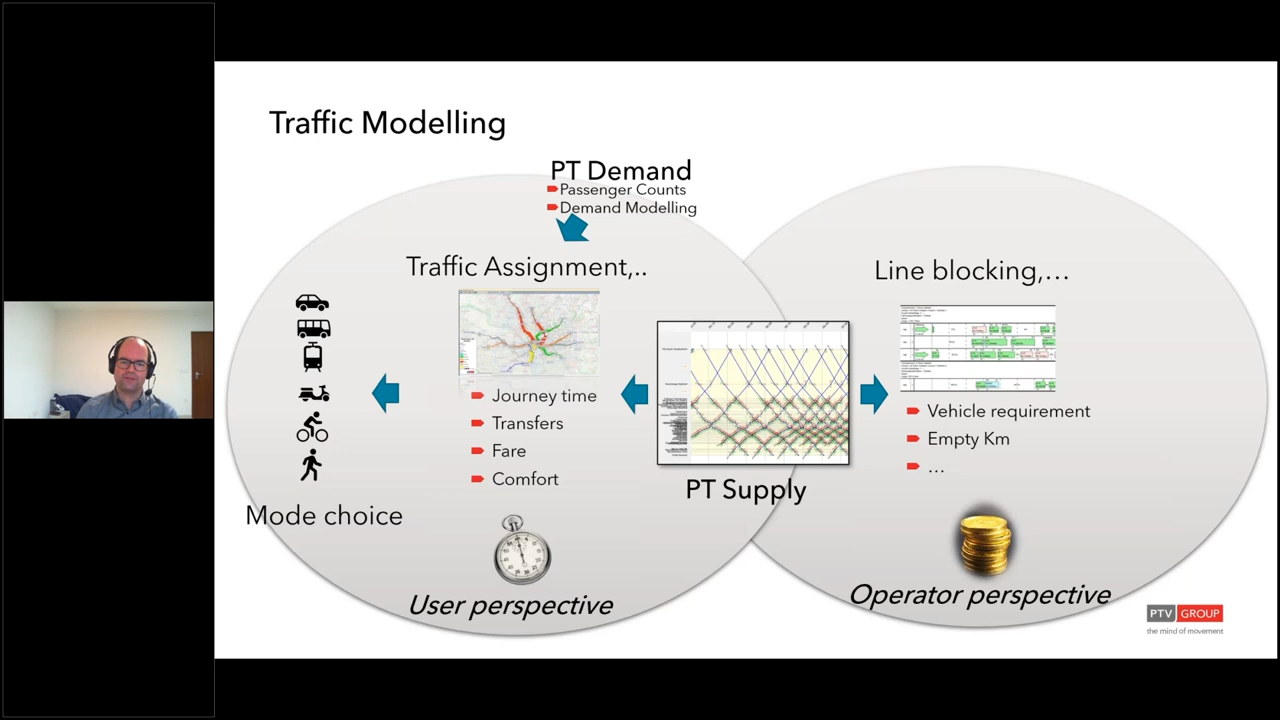 Traffic Modelling
PT Demand
Passenger Counts
Demand Modelling
Traffic Assignment,..
Line blocking,...
Journey time
Transfers
Fare
Comfort
Vehicle requirement
Empty Km
...
PT Supply
Mode choice
User perspective
Operator perspective
PTV GROUP
the mind of movement